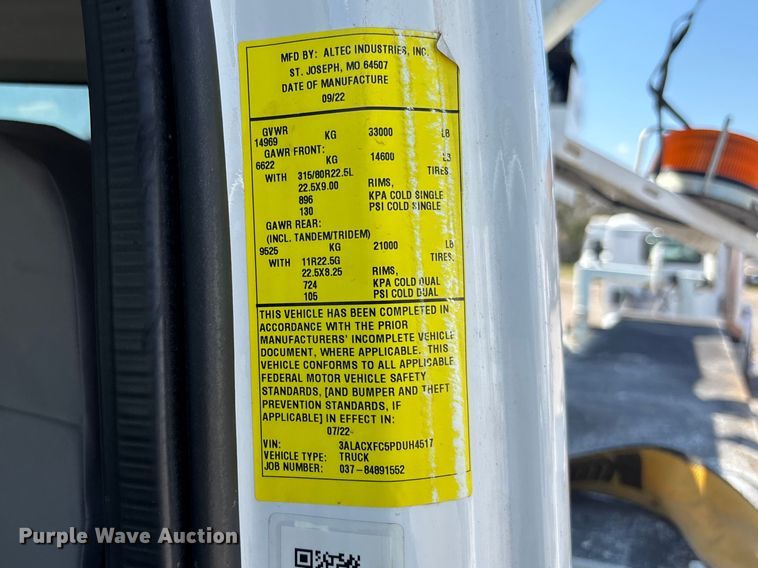 MFD BY: ALTEC INDUSTRIES, INC.
ST. JOSEPH, MO 64507
DATE OF MANUFACTURE
09/22
GVWR
14969 KG 33000 LB
GAWR FRONT:
6622 KG 14600 LB
WITH 315/80R22.5L TIRES,
22.5X9.00 RIMS,
896 KPA COLD SINGLE
130 PSI COLD SINGLE
GAWR REAR:
(INCL. TANDEM/TRIDEM)
9525 KG 21000 LB
WITH 11R22.5G TIRES,
22.5X8.25 RIMS,
724 KPA COLD DUAL
105 PSI COLD DUAL
THIS VEHICLE HAS BEEN COMPLETED IN
ACCORDANCE WITH THE PRIOR
MANUFACTURERS' INCOMPLETE VEHICLE
DOCUMENT, WHERE APPLICABLE. THIS
VEHICLE CONFORMS TO ALL APPLICABLE
FEDERAL MOTOR VEHICLE SAFETY
STANDARDS, [AND BUMPER AND THEFT
PREVENTION STANDARDS, IF
APPLICABLE] IN EFFECT IN:
07/22
VIN: 3ALACXFC5PDUH4517
VEHICLE TYPE: TRUCK
JOB NUMBER: 037-84891552
Purple Wave Auction